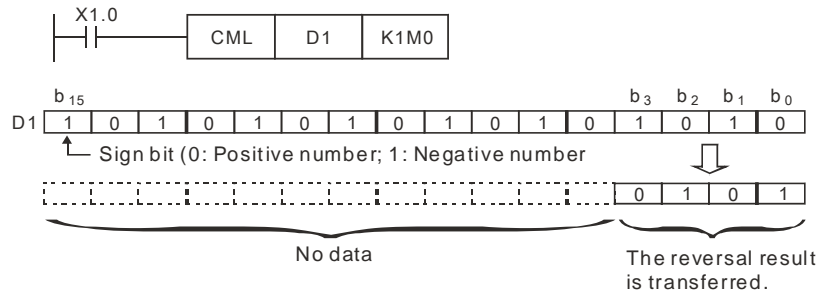 X1.0
CML D1 K1M0
b15 b3 b2 b1 b0
D1 1 0 1 0 1 0 1 0 1 0 1 0 1 0 1 0
Sign bit (0: Positive number; 1: Negative number
0 1 0 1
No data
The reversal result
is transferred.